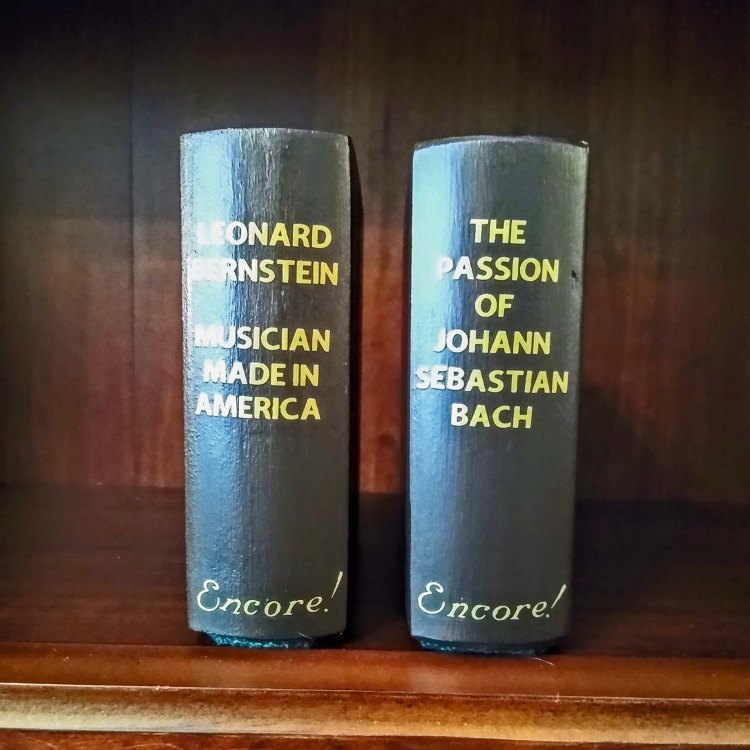 LEONARD
BERNSTEIN
MUSICIAN
MADE IN
AMERICA
Encore!
THE
PASSION
OF
JOHANN
SEBASTIAN
BACH
Encore!